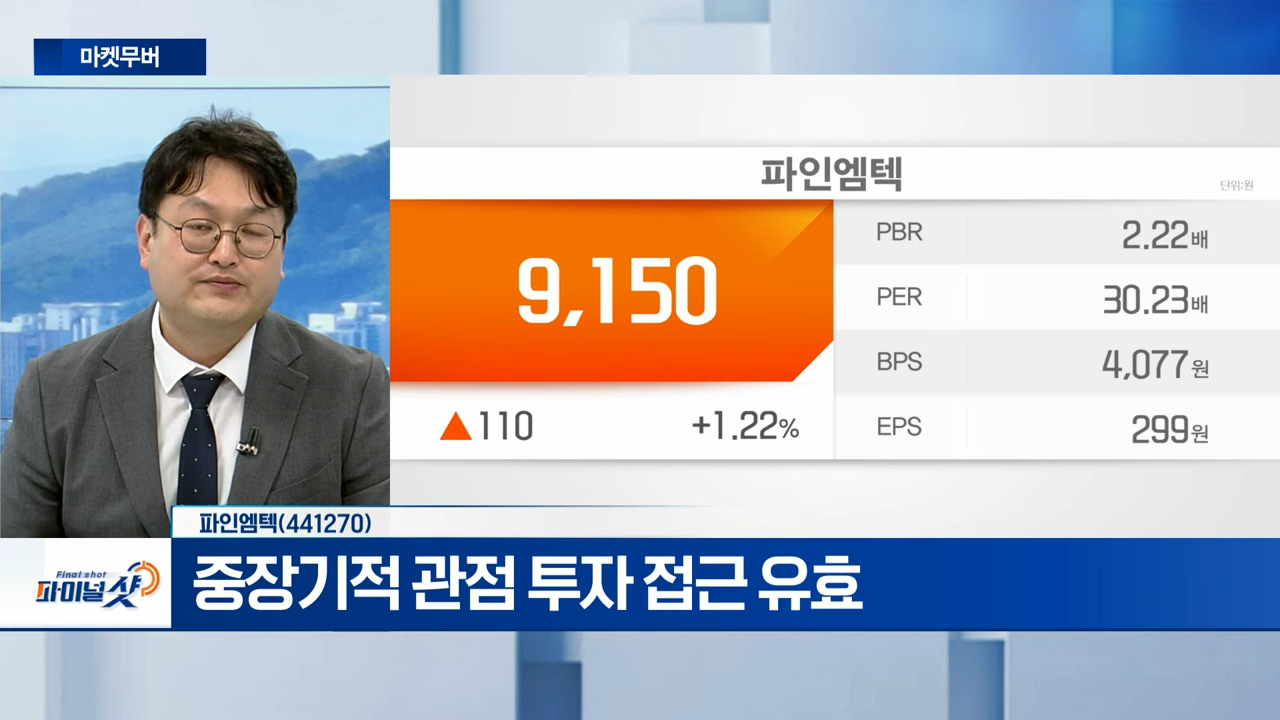 마켓무버
파인엠텍
단위:원
9,150
▲110 +1.22%
PBR 2.22배
PER 30.23배
BPS 4,077원
EPS 299원
파인엠텍(441270)
Final shot
파이널샷
중장기적 관점 투자 접근 유효